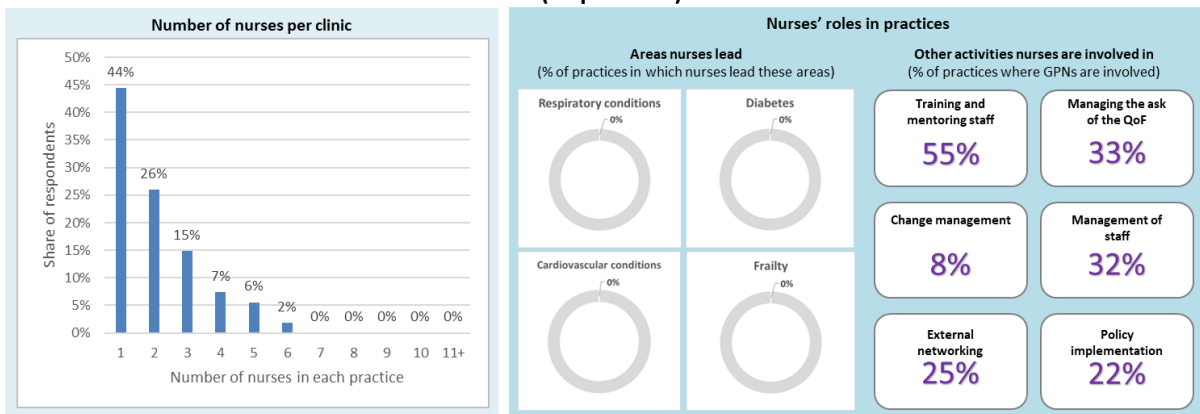 Number of nurses per clinic
50%
45%
40%
35%
30%
25%
20%
15%
10%
5%
0%
Share of respondents
44%
26%
15%
7%
6%
2%
0%
0%
0%
0%
0%
1
2
3
4
5
6
7
8
9
10
11+
Number of nurses in each practice
Nurses' roles in practices
Areas nurses lead
(% of practices in which nurses lead these areas)
Respiratory conditions
0%
Diabetes
0%
Cardiovascular conditions
0%
Frailty
0%
Other activities nurses are involved in
(% of practices where GPNs are involved)
Training and
mentoring staff
55%
Managing the ask
of the QoF
33%
Change management
8%
Management of
staff
32%
External
networking
25%
Policy
implementation
22%